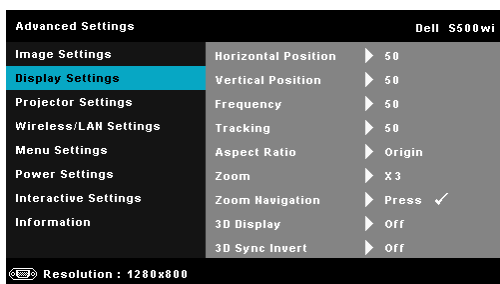 Advanced Settings Dell S500wi
Image Settings
Display Settings
Projector Settings
Wireless/LAN Settings
Menu Settings
Power Settings
Interactive Settings
Information
Horizontal Position 50
Vertical Position 50
Frequency 50
Tracking 50
Aspect Ratio Origin
Zoom X3
Zoom Navigation Press ✓
3D Display Off
3D Sync Invert Off
Resolution : 1280x800